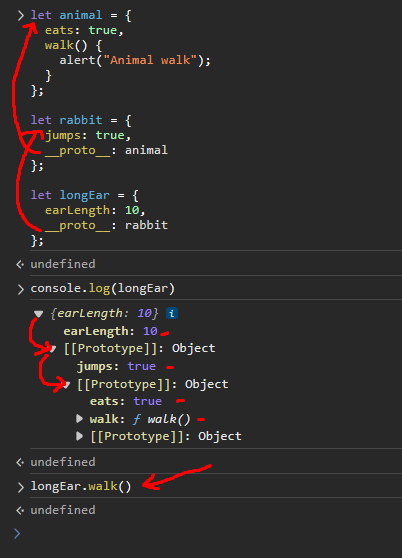 let animal = {
  eats: true,
  walk() {
    alert("Animal walk");
  }
};
let rabbit = {
  jumps: true,
  __proto__: animal
};
let longEar = {
  earLength: 10,
  __proto__: rabbit
};
undefined
console.log(longEar)
{earLength: 10} i
earLength: 10
[[Prototype]]: Object
jumps: true
[[Prototype]]: Object
eats: true
walk: ƒ walk()
[[Prototype]]: Object
undefined
longEar.walk()
undefined